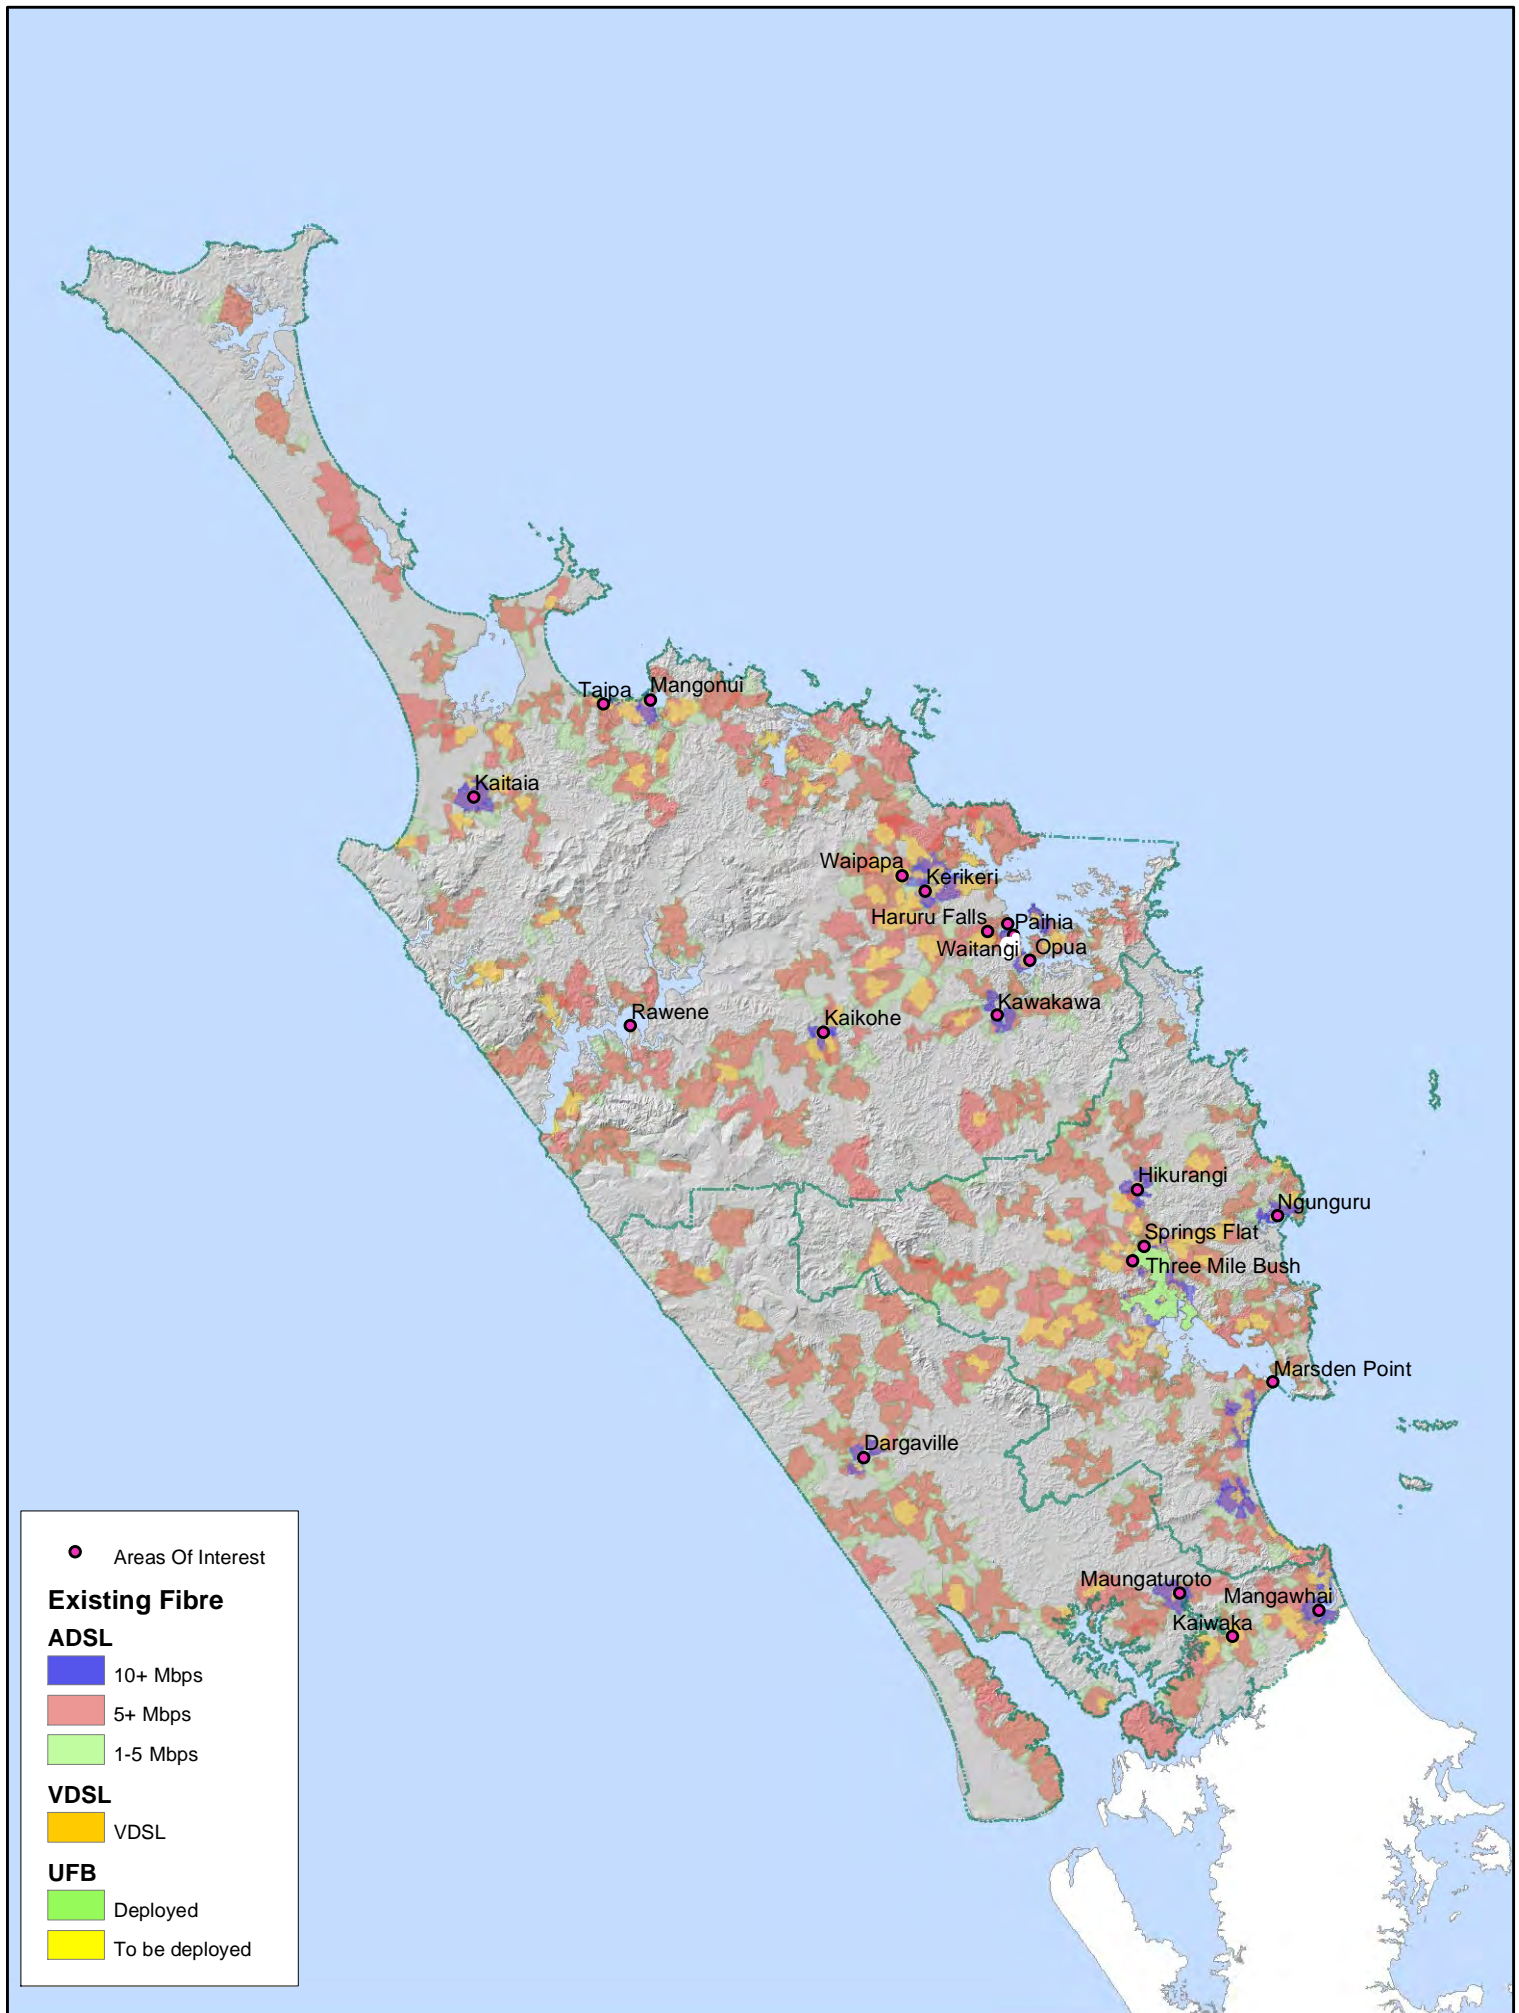 Taipa
Mangonui
Kaitaia
Waipapa
Kerikeri
Haruru Falls
Paihia
Waitangi
Opua
Rawene
Kaikohe
Kawakawa
Hikurangi
Ngunguru
Springs Flat
Three Mile Bush
Marsden Point
Dargaville
Maungaturoto
Mangawhai
Kaiwaka
Areas Of Interest
Existing Fibre
ADSL
10+ Mbps
5+ Mbps
1-5 Mbps
VDSL
VDSL
UFB
Deployed
To be deployed